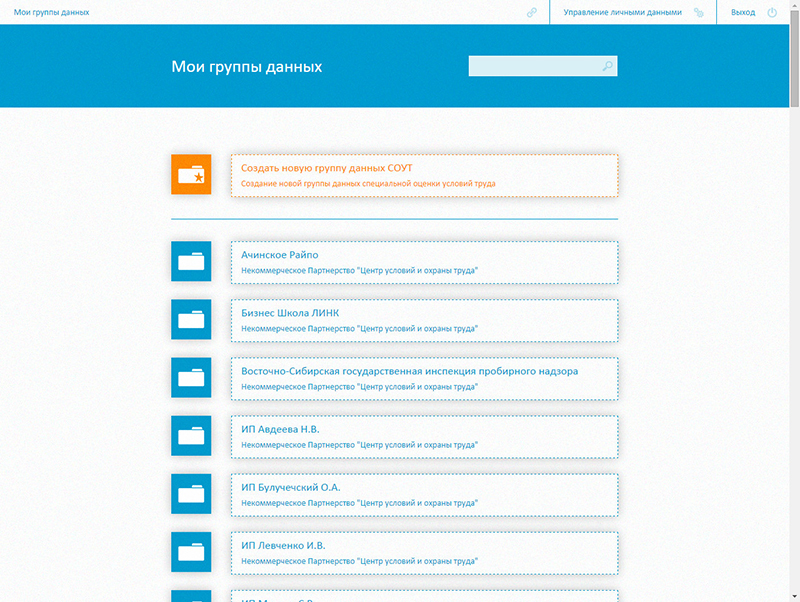 Мои группы данных
Управление личными данными
Выход
Мои группы данных
Создать новую группу данных СОУТ
Создание новой группы данных специальной оценки условий труда
Ачинское Райпо
Некоммерческое Партнерство "Центр условий и охраны труда"
Бизнес Школа ЛИНК
Некоммерческое Партнерство "Центр условий и охраны труда"
Восточно-Сибирская государственная инспекция пробирного надзора
Некоммерческое Партнерство "Центр условий и охраны труда"
ИП Авдеева Н.В.
Некоммерческое Партнерство "Центр условий и охраны труда"
ИП Булучечский О.А.
Некоммерческое Партнерство "Центр условий и охраны труда"
ИП Левченко И.В.
Некоммерческое Партнерство "Центр условий и охраны труда"
ИП